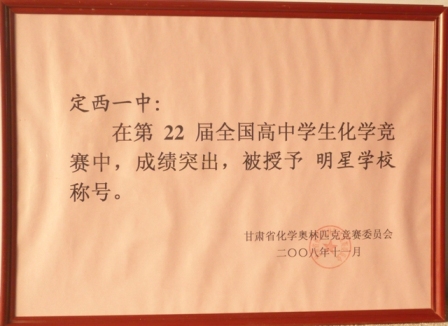 定西一中：
在第 22 届全国高中学生化学竞
赛中，成绩突出，被授予 明星学校
称号。
甘肃省化学奥林匹克竞赛委员会
二〇〇八年十一月